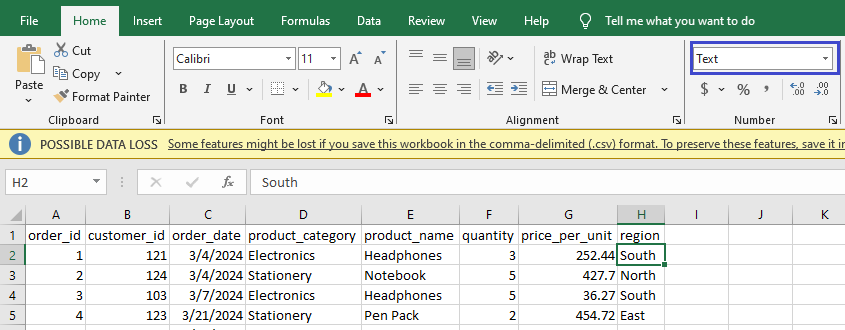 File Home Insert Page Layout Formulas Data Review View Help Tell me what you want to do
Cut
Copy
Format Painter
Paste
Clipboard
Calibri 11 A A
B I U A
Font
ab c Wrap Text
Merge & Center
Alignment
Text
$ % , .00 .0 .00 .0
Number
POSSIBLE DATA LOSS Some features might be lost if you save this workbook in the comma-delimited (.csv) format. To preserve these features, save it in
H2 fx South
A B C D E F G H I J K
1 order_id customer_id order_date product_category product_name quantity price_per_unit region
2 1 121 3/4/2024 Electronics Headphones 3 252.44 South
3 2 124 3/4/2024 Stationery Notebook 5 427.7 North
4 3 103 3/7/2024 Electronics Headphones 5 36.27 South
5 4 123 3/21/2024 Stationery Pen Pack 2 454.72 East